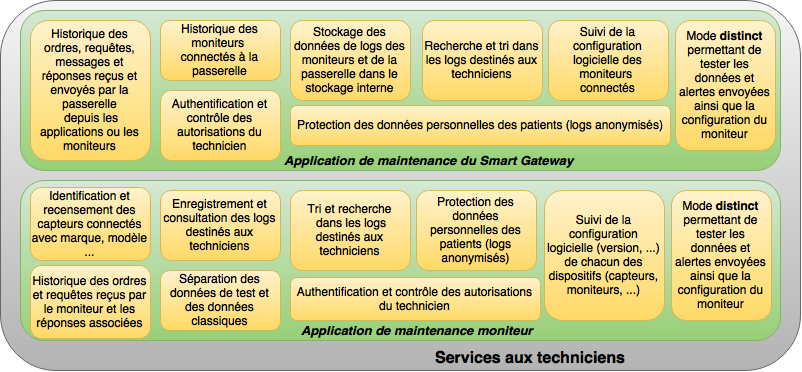 Historique des
ordres, requêtes,
messages et
réponses reçus et
envoyés par la
passerelle
depuis les
applications ou les
moniteurs
Historique des
moniteurs
connectés à la
passerelle
Authentification et
contrôle des
autorisations du
technicien
Stockage des
données de logs des
moniteurs et de la
passerelle dans le
stockage interne
Recherche et tri dans
les logs destinés aux
techniciens
Suivi de la
configuration
logicielle des
moniteurs
connectés
Protection des données personnelles des patients (logs anonymisés)
Mode distinct
permettant de
tester les
données et
alertes envoyées
ainsi que la
configuration du
moniteur
Application de maintenance du Smart Gateway
Identification et
recensement des
capteurs connectés
avec marque, modèle
...
Historique des ordres
et requêtes reçus par
le moniteur et les
réponses associées
Enregistrement et
consultation des logs
destinés aux
techniciens
Séparation des
données de test et
des données
classiques
Tri et recherche
dans les logs
destinés aux
techniciens
Protection des
données
personnelles des
patients (logs
anonymisés)
Authentification et contrôle des autorisations du
technicien
Suivi de la
configuration
logicielle (version, ...)
de chacun des
dispositifs (capteurs,
moniteurs, ...)
Mode distinct
permettant de
tester les
données et
alertes envoyées
ainsi que la
configuration du
moniteur
Application de maintenance moniteur
Services aux techniciens